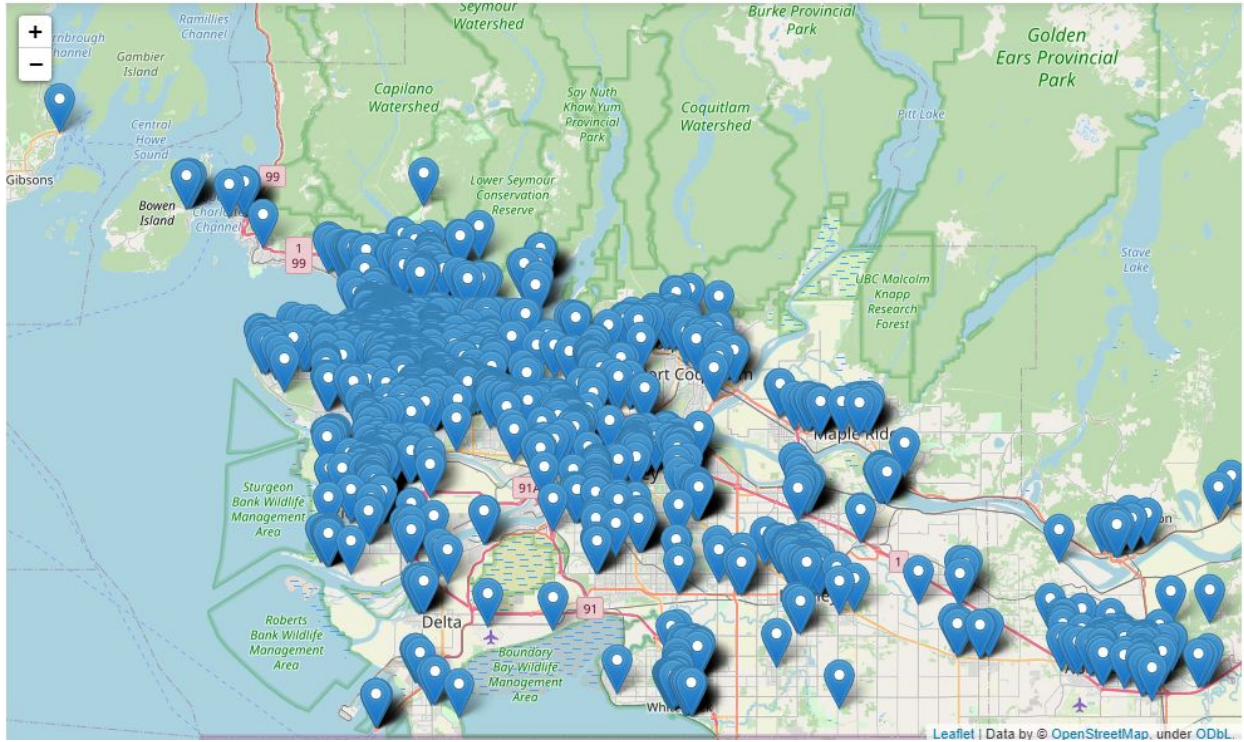 +
−
Ramillies
Channel
Channel
Gambier
Island
Central
Howe
Sound
Gibsons
Bowen
Island
99
1
99
Seymour
Watershed
Capilano
Watershed
Say Nuth
Khaw Yum
Provincial
Park
Lower Seymour
Conservation
Reserve
Burke Provincial
Park
Coquitlam
Watershed
Golden
Ears Provincial
Park
Pitt Lake
Stave
Lake
UBC Malcolm
Knapp
Research
Forest
Sturgeon
Bank Wildlife
Management
Area
Roberts
Bank Wildlife
Management
Area
91
Delta
Boundary
Bay Wildlife
Management
Area
1
Leaflet | Data by © OpenStreetMap, under ODbL.